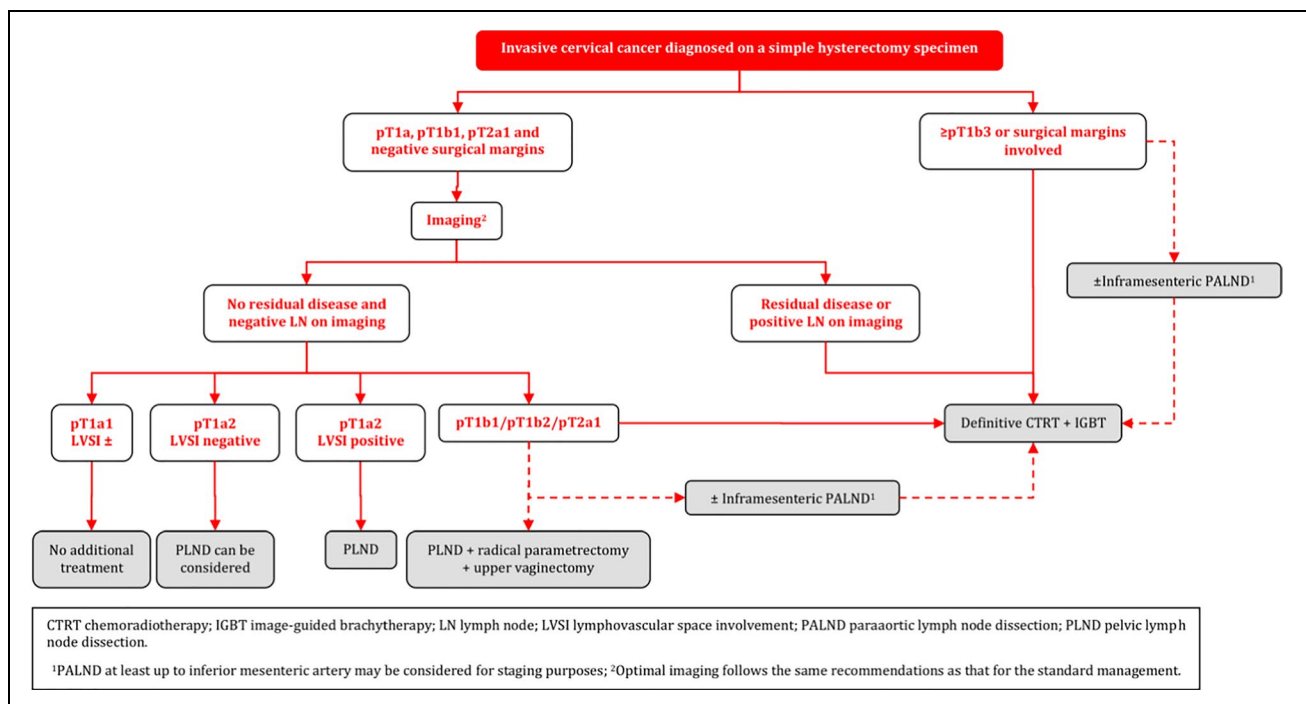 Invasive cervical cancer diagnosed on a simple hysterectomy specimen
pT1a, pT1b1, pT2a1 and
negative surgical margins
≥pT1b3 or surgical margins
involved
Imaging²
±Inframesenteric PALND¹
No residual disease and
negative LN on imaging
Residual disease or
positive LN on imaging
pT1a1
LVSI ±
pT1a2
LVSI negative
pT1a2
LVSI positive
pT1b1/pT1b2/pT2a1
Definitive CTRT + IGBT
± Inframesenteric PALND¹
No additional
treatment
PLND can be
considered
PLND
PLND + radical parametrectomy
+ upper vaginectomy
CTRT chemoradiotherapy; IGBT image-guided brachytherapy; LN lymph node; LVSI lymphovascular space involvement; PALND paraaortic lymph node dissection; PLND pelvic lymph
node dissection.
¹PALND at least up to inferior mesenteric artery may be considered for staging purposes; ²Optimal imaging follows the same recommendations as that for the standard management.